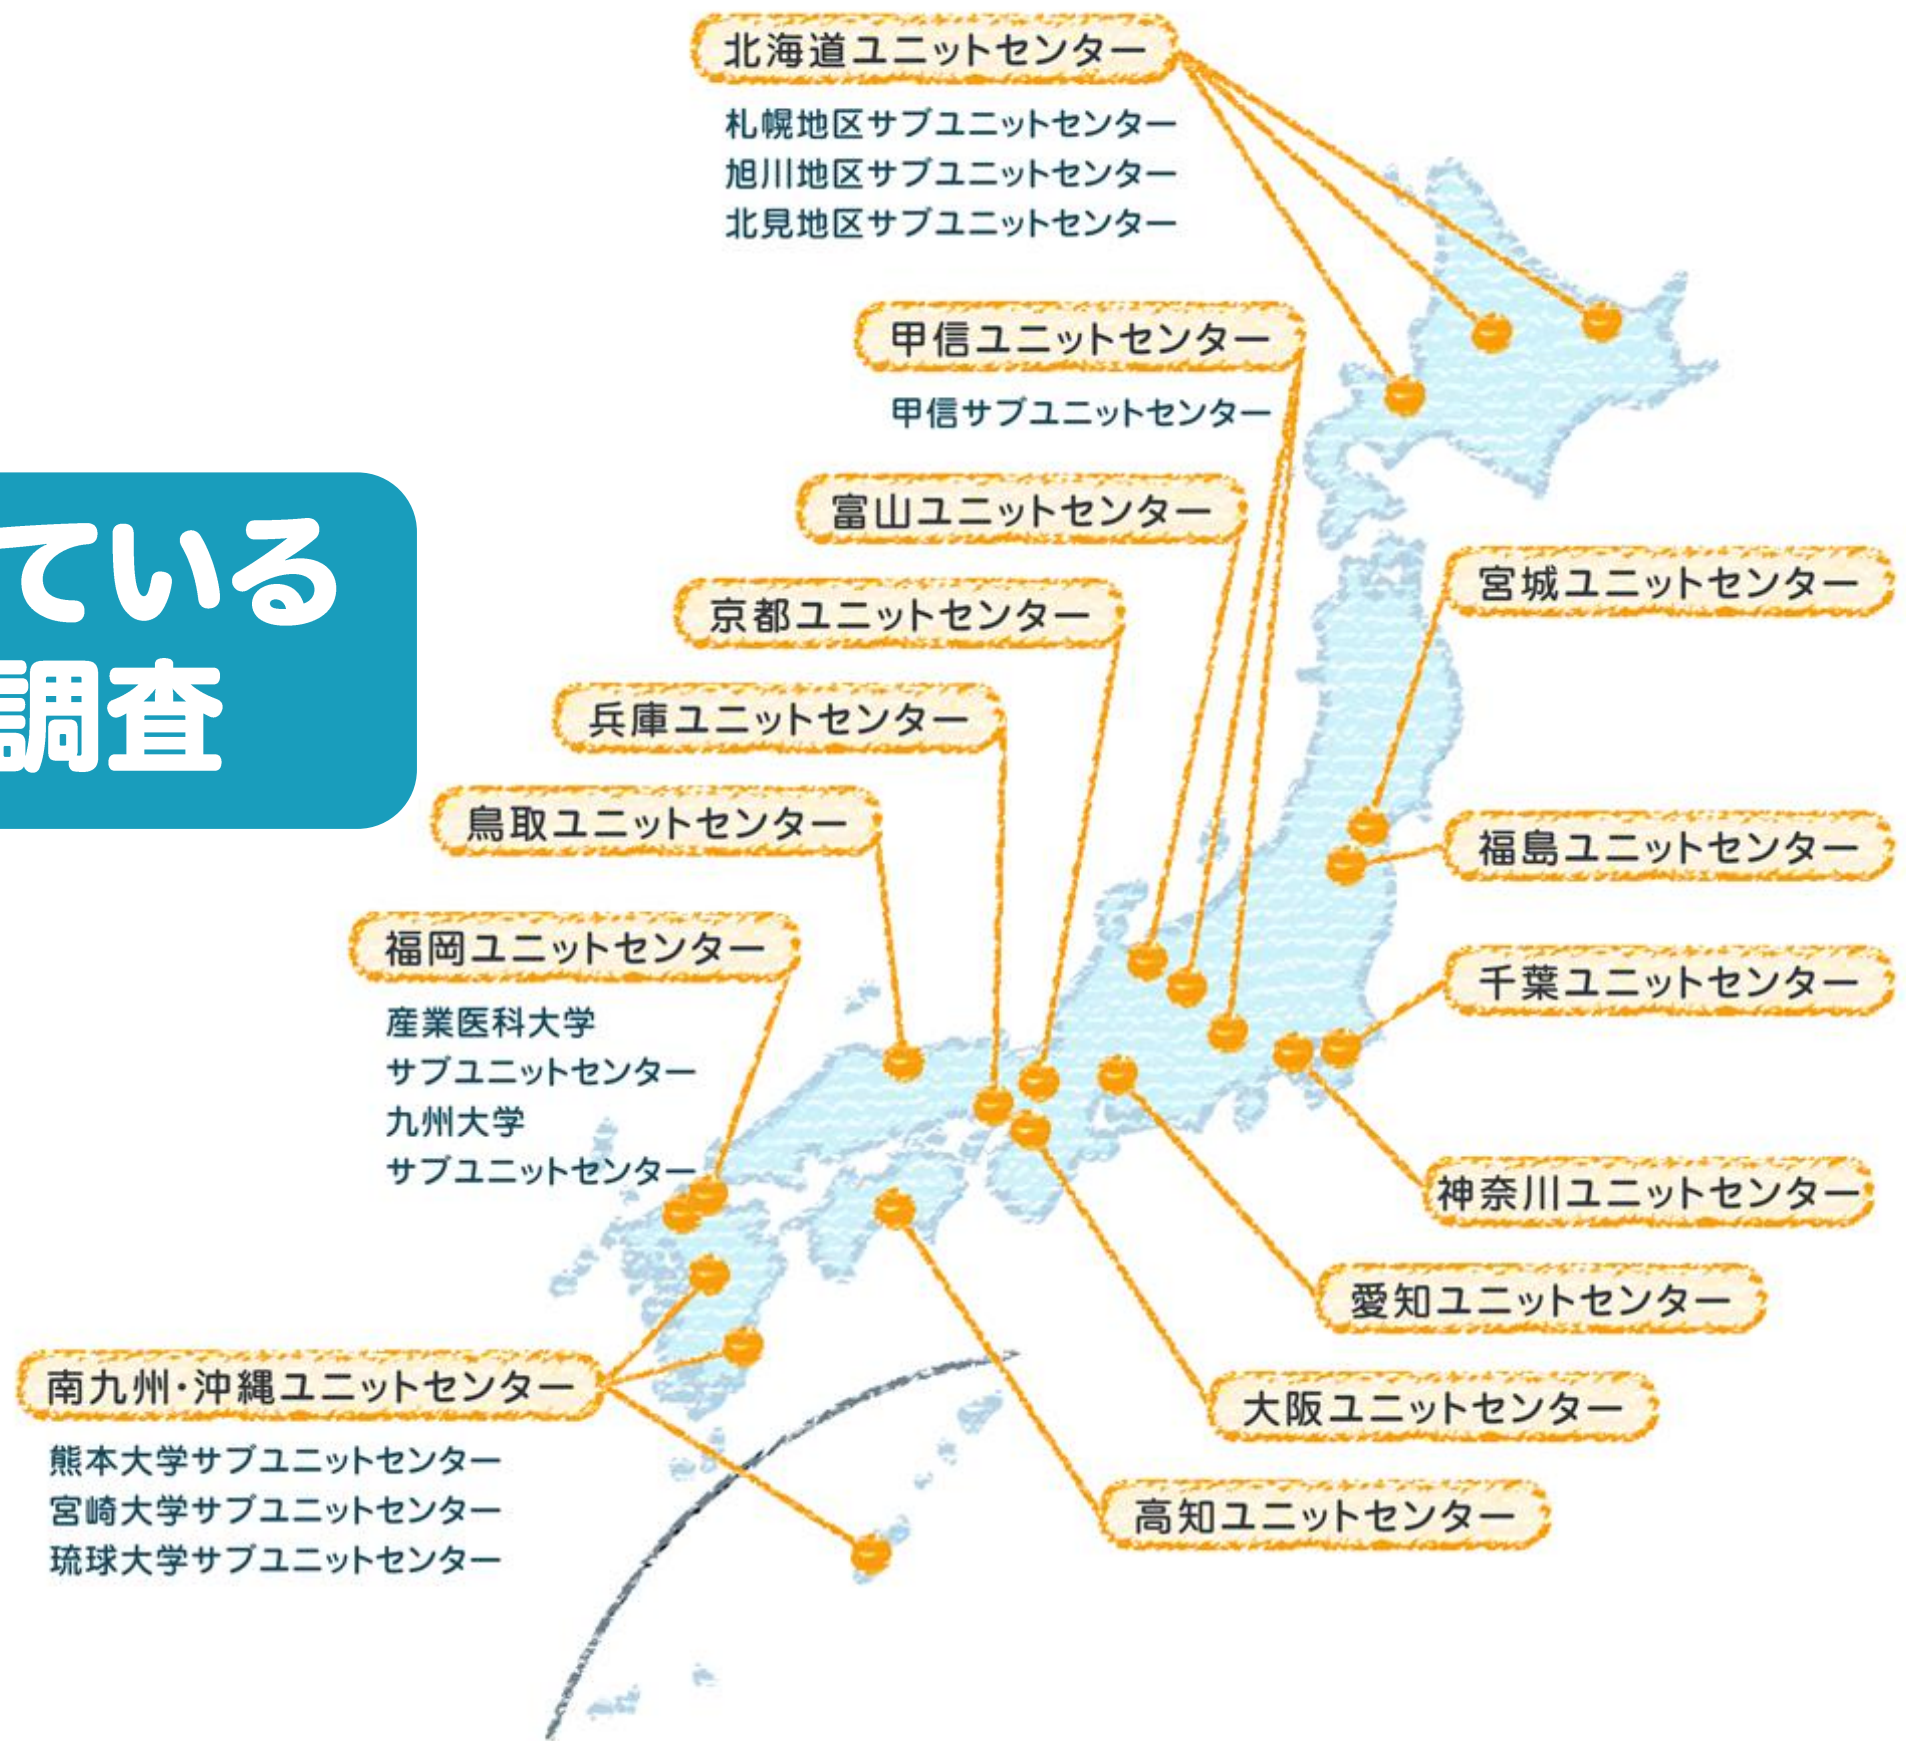 北海道ユニットセンター
札幌地区サブユニットセンター
旭川地区サブユニットセンター
北見地区サブユニットセンター
甲信ユニットセンター
甲信サブユニットセンター
富山ユニットセンター
京都ユニットセンター
兵庫ユニットセンター
鳥取ユニットセンター
福岡ユニットセンター
産業医科大学
サブユニットセンター
九州大学
サブユニットセンター
南九州・沖縄ユニットセンター
熊本大学サブユニットセンター
宮崎大学サブユニットセンター
琉球大学サブユニットセンター
宮城ユニットセンター
福島ユニットセンター
千葉ユニットセンター
神奈川ユニットセンター
愛知ユニットセンター
大阪ユニットセンター
高知ユニットセンター
ている
調査